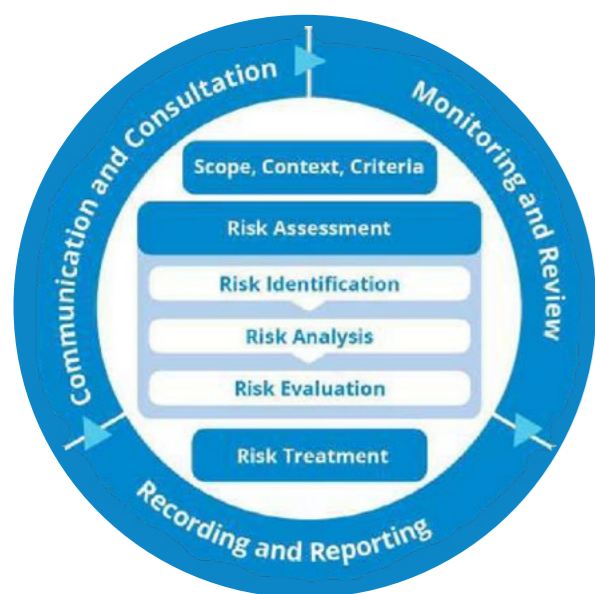 Communication and Consultation
Monitoring and Review
Scope, Context, Criteria
Risk Assessment
Risk Identification
Risk Analysis
Risk Evaluation
Risk Treatment
Recording and Reporting